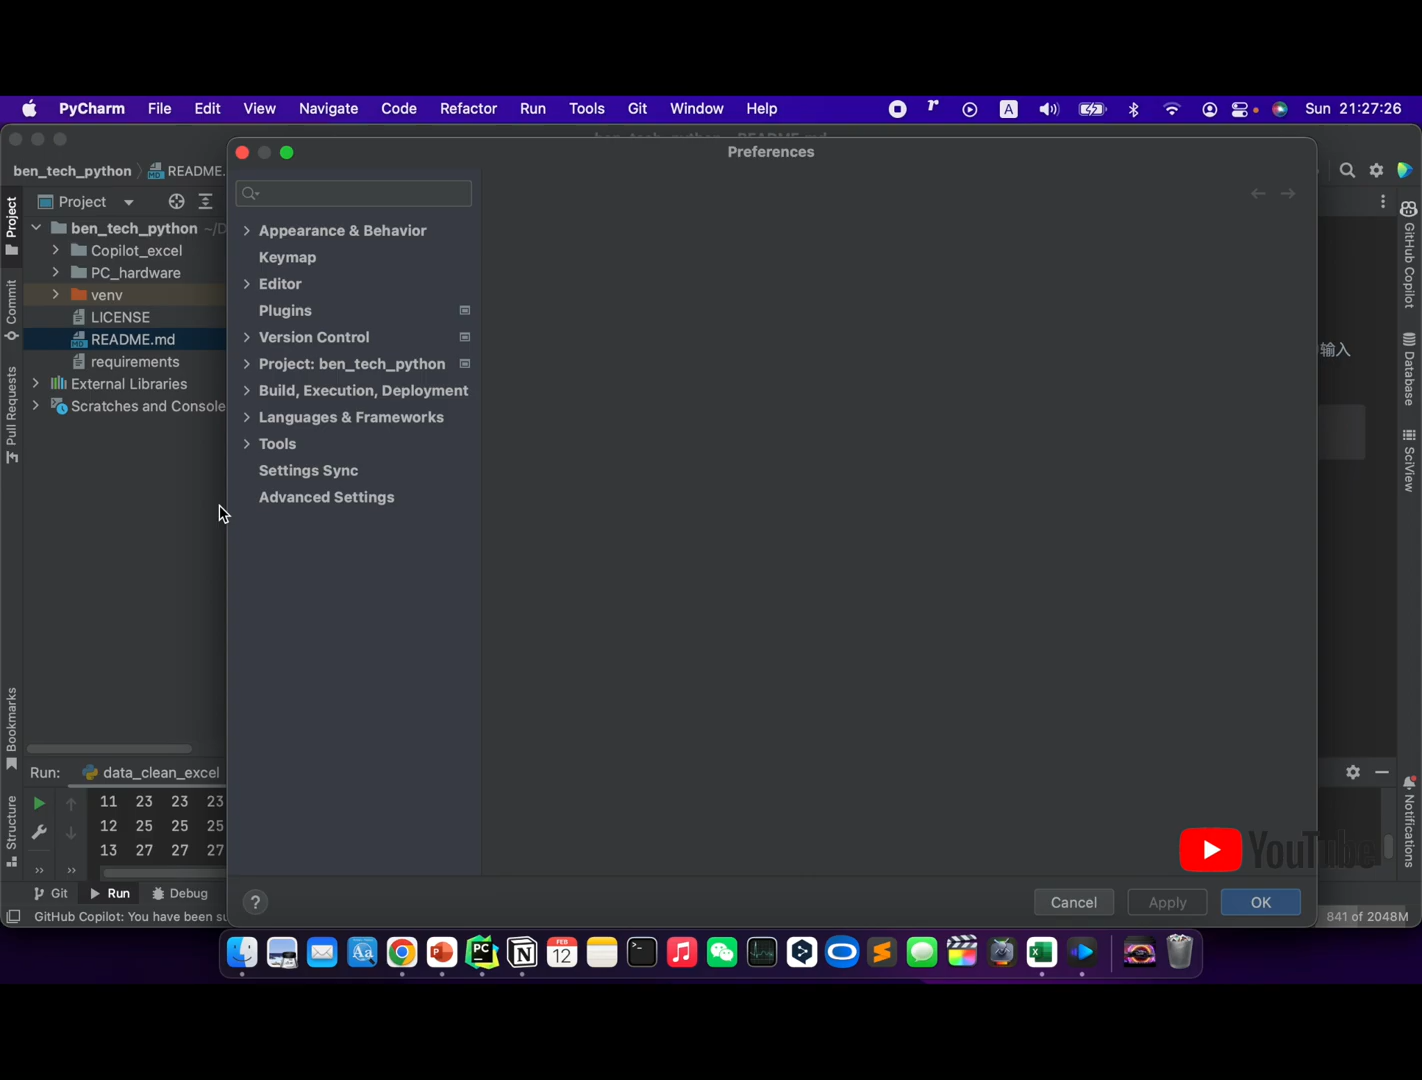 PyCharm File Edit View Navigate Code Refactor Run Tools Git Window Help A Sun 21:27:26
Preferences
ben_tech_python README.
Project
ben_tech_python ~/D
Copilot_excel
PC_hardware
venv
LICENSE
README.md
requirements
External Libraries
Scratches and Console
Project
Commit
Pull Requests
Bookmarks
Structure
Appearance & Behavior
Keymap
Editor
Plugins
Version Control
Project: ben_tech_python
Build, Execution, Deployment
Languages & Frameworks
Tools
Settings Sync
Advanced Settings
输入
GitHub Copilot
Database
SciView
Notifications
Run: data_clean_excel
11 23 23 23
12 25 25 25
13 27 27 27
YouTube
Git Run Debug
? Cancel Apply OK
GitHub Copilot: You have been su
841 of 2048M
PC
FEB
12